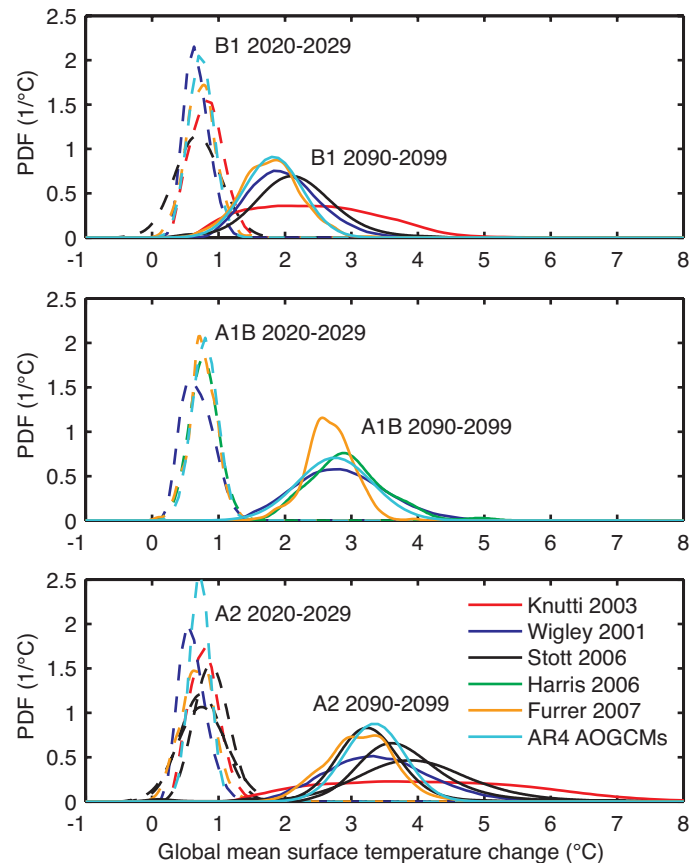 2.5
B1 2020-2029
2
1.5
B1 2090-2099
1
0.5
0
PDF (1/°C)
-1 0 1 2 3 4 5 6 7 8
2.5
A1B 2020-2029
2
1.5
A1B 2090-2099
1
0.5
0
PDF (1/°C)
-1 0 1 2 3 4 5 6 7 8
2.5
A2 2020-2029
2
1.5
A2 2090-2099
1
0.5
0
PDF (1/°C)
Knutti 2003
Wigley 2001
Stott 2006
Harris 2006
Furrer 2007
AR4 AOGCMs
-1 0 1 2 3 4 5 6 7 8
Global mean surface temperature change (°C)